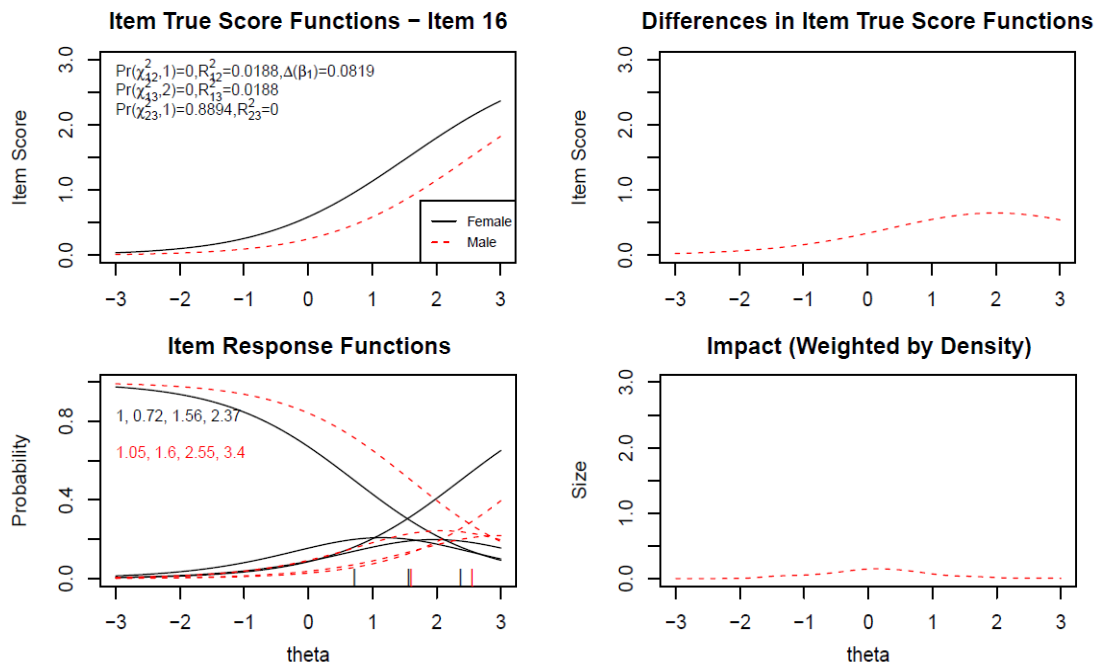 Item True Score Functions − Item 16
Pr(χ²₁₂,1)=0,R²₁₂=0.0188,Δ(β₁)=0.0819
Pr(χ²₁₃,2)=0,R²₁₃=0.0188
Pr(χ²₂₃,1)=0.8894,R²₂₃=0
Item Score
3.0
2.0
1.0
0.0
Female
Male
−3 −2 −1 0 1 2 3
Differences in Item True Score Functions
Item Score
3.0
2.0
1.0
0.0
−3 −2 −1 0 1 2 3
Item Response Functions
1, 0.72, 1.56, 2.37
1.05, 1.6, 2.55, 3.4
Probability
0.8
0.4
0.0
−3 −2 −1 0 1 2 3
theta
Impact (Weighted by Density)
Size
3.0
2.0
1.0
0.0
−3 −2 −1 0 1 2 3
theta